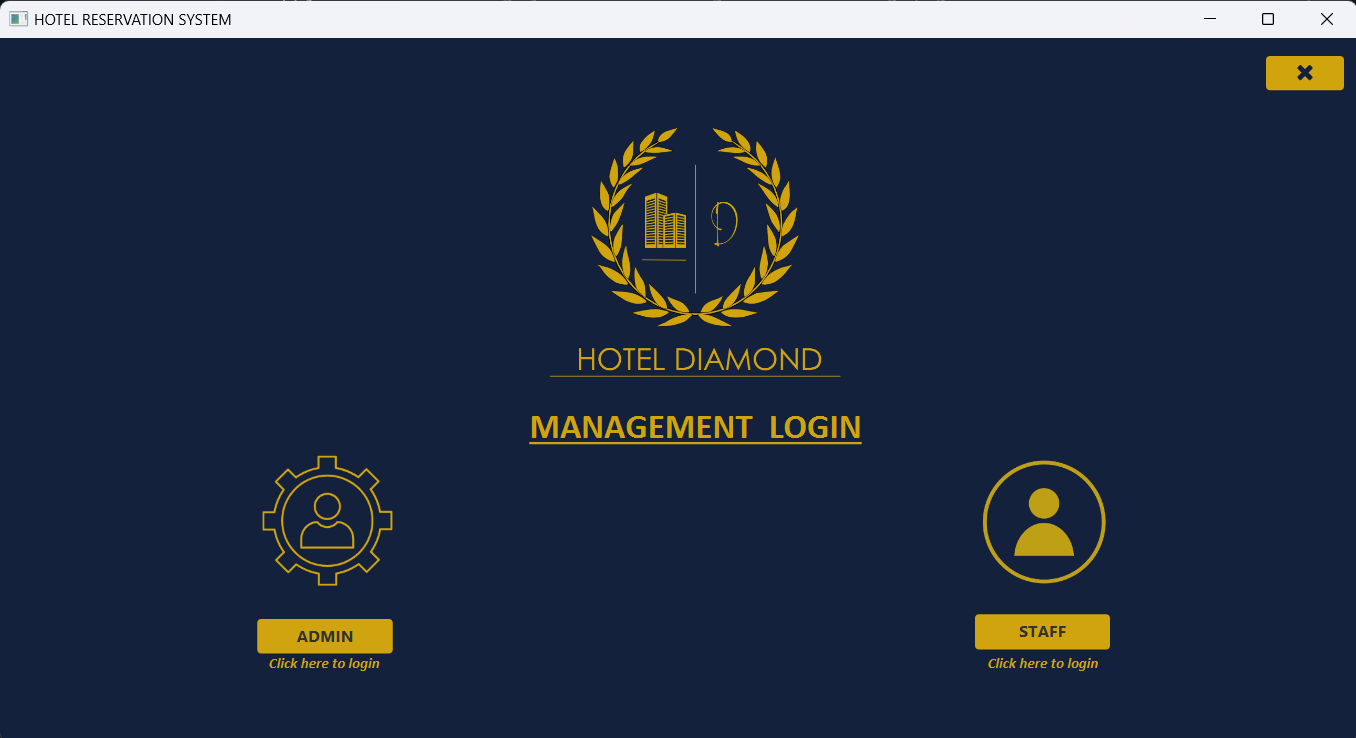 HOTEL RESERVATION SYSTEM
D
HOTEL DIAMOND
MANAGEMENT LOGIN
ADMIN
Click here to login
STAFF
Click here to login